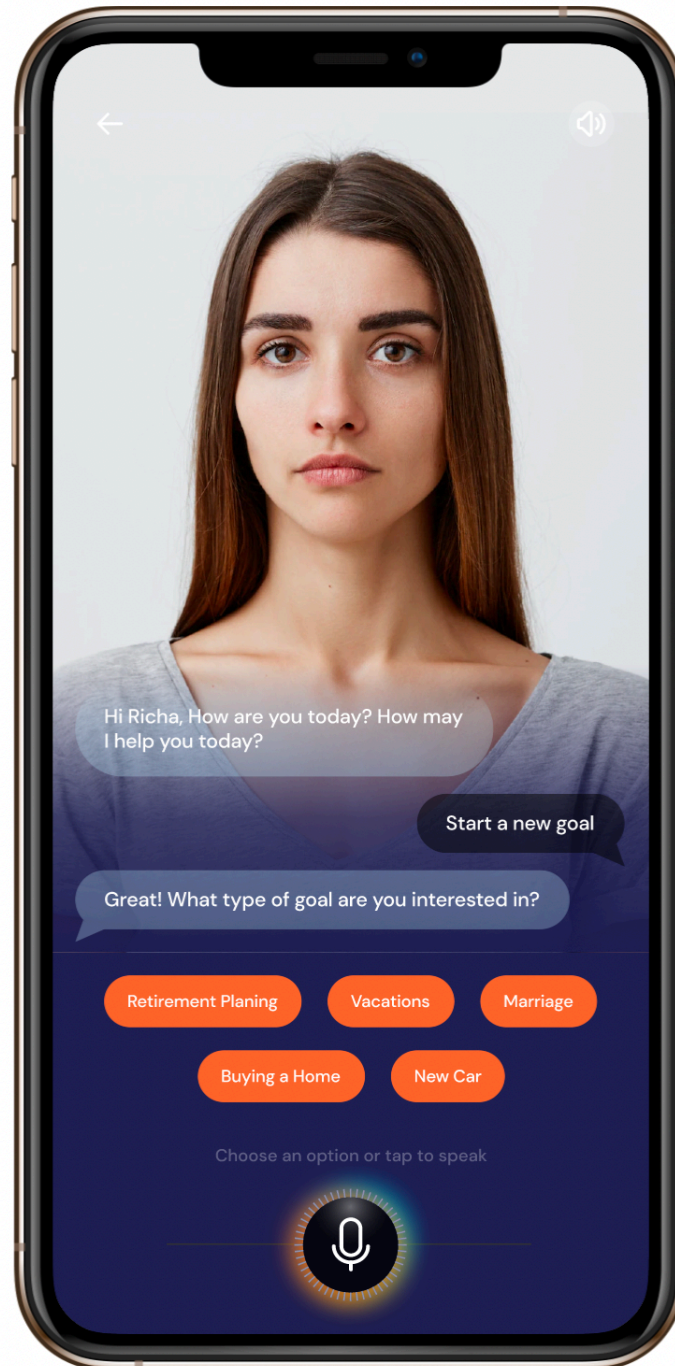 Hi Richa, How are you today? How may
I help you today?
Start a new goal
Great! What type of goal are you interested in?
Retirement Planing
Vacations
Marriage
Buying a Home
New Car
Choose an option or tap to speak